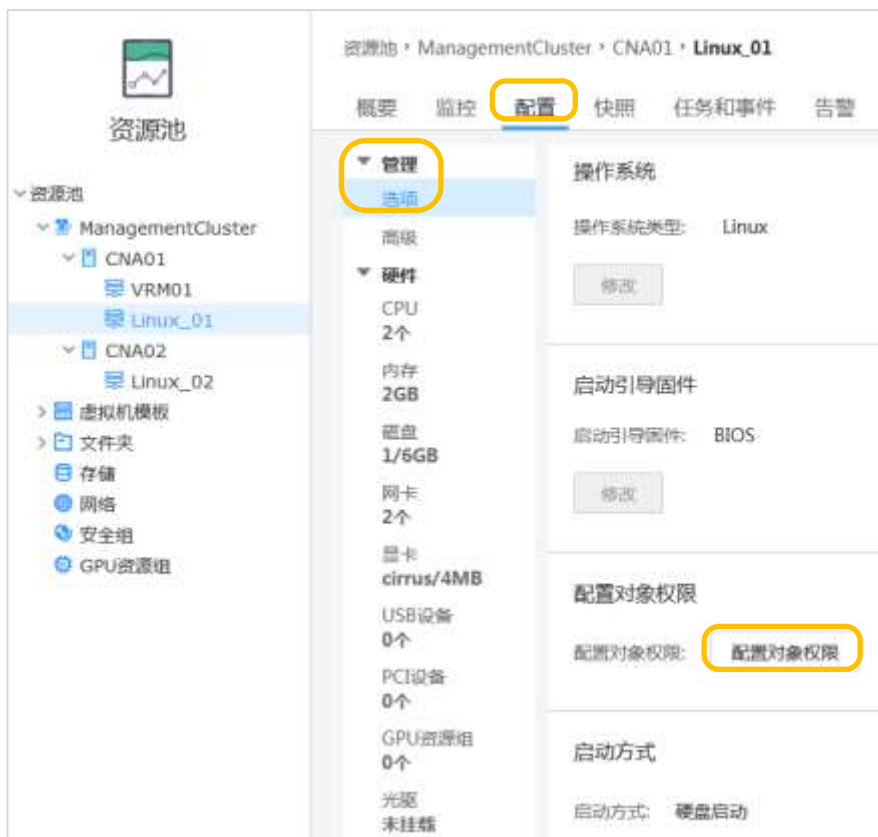 资源池
资源池
ManagementCluster
CNA01
VRM01
Linux_01
CNA02
Linux_02
虚拟机模板
文件夹
存储
网络
安全组
GPU资源组
资源池 › ManagementCluster › CNA01 › Linux_01
概要 监控 配置 快照 任务和事件 告警
管理
选项
高级
硬件
CPU
2个
内存
2GB
磁盘
1/6GB
网卡
2个
显卡
cirrus/4MB
USB设备
0个
PCI设备
0个
GPU资源组
0个
光驱
未挂载
操作系统
操作系统类型: Linux
修改
启动引导固件
启动引导固件: BIOS
修改
配置对象权限
配置对象权限: 配置对象权限
启动方式
启动方式: 硬盘启动